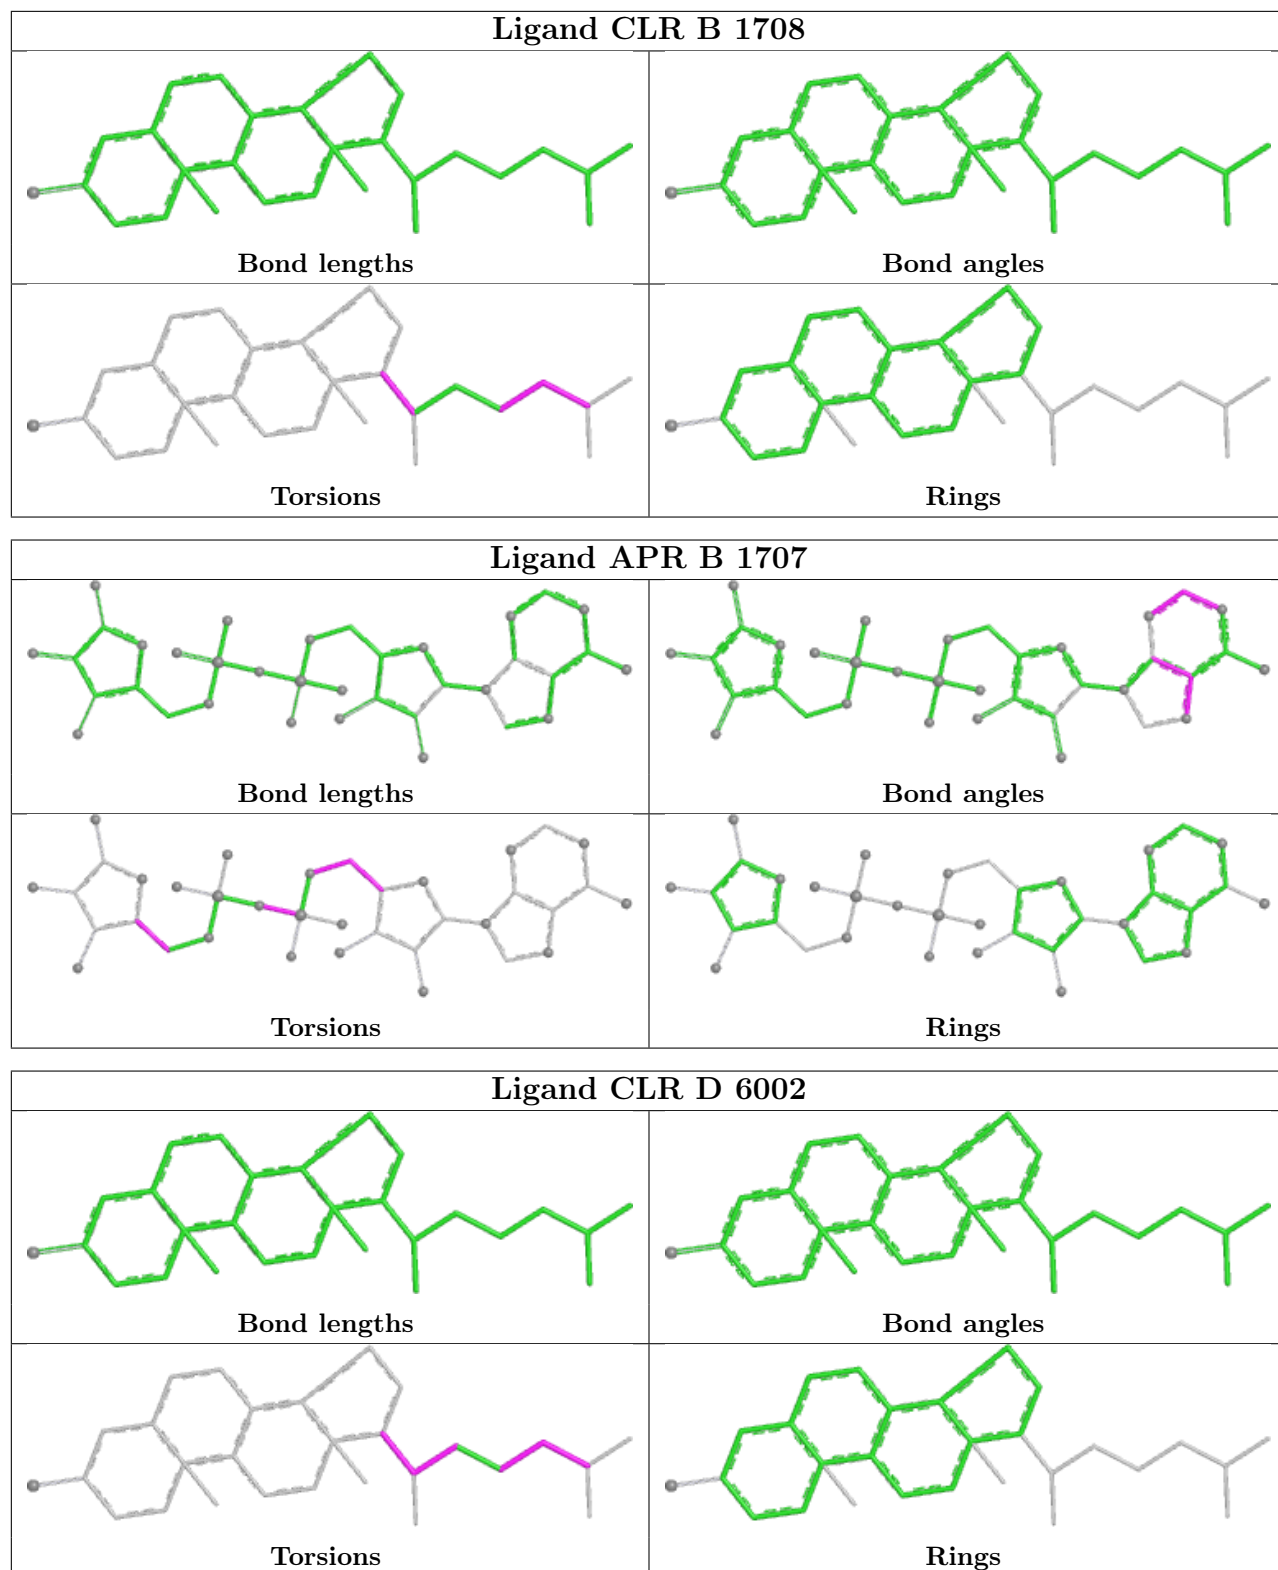 Ligand CLR B 1708
Bond lengths
Bond angles
Torsions
Rings
Ligand APR B 1707
Bond lengths
Bond angles
Torsions
Rings
Ligand CLR D 6002
Bond lengths
Bond angles
Torsions
Rings